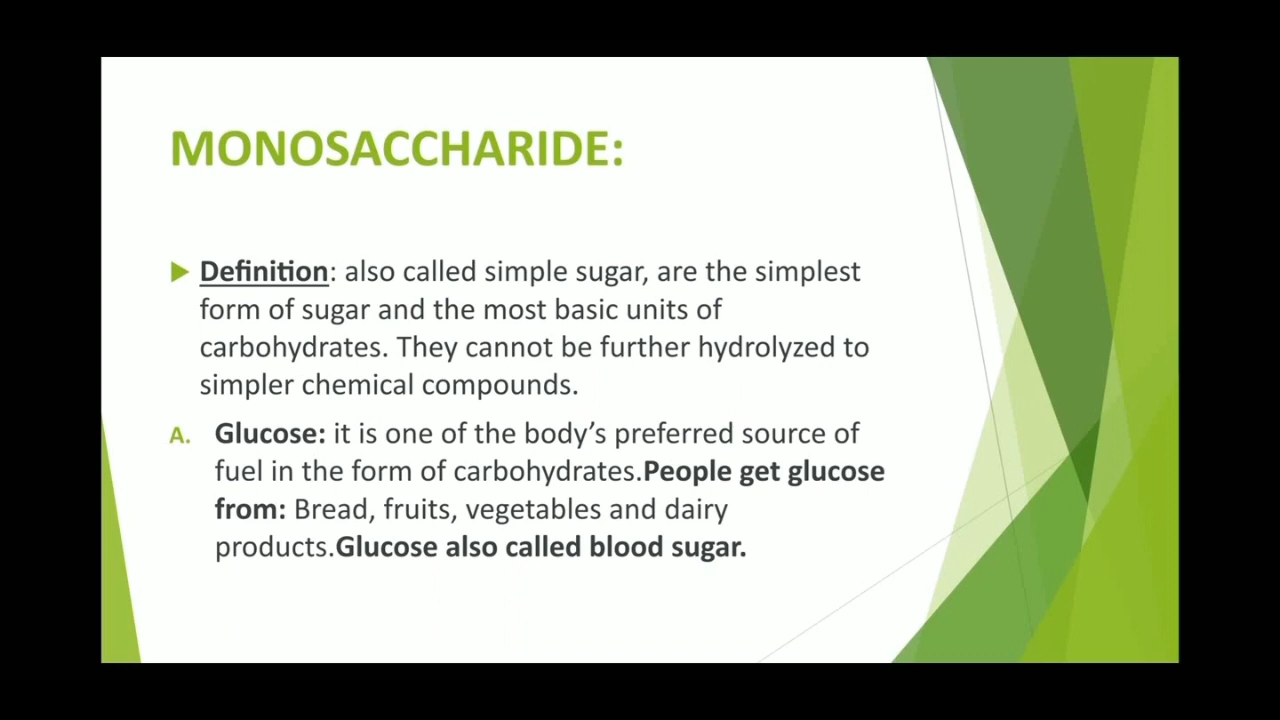 MONOSACCHARIDE:
Definition: also called simple sugar, are the simplest
form of sugar and the most basic units of
carbohydrates. They cannot be further hydrolyzed to
simpler chemical compounds.
A. Glucose: it is one of the body’s preferred source of
fuel in the form of carbohydrates.People get glucose
from: Bread, fruits, vegetables and dairy
products.Glucose also called blood sugar.